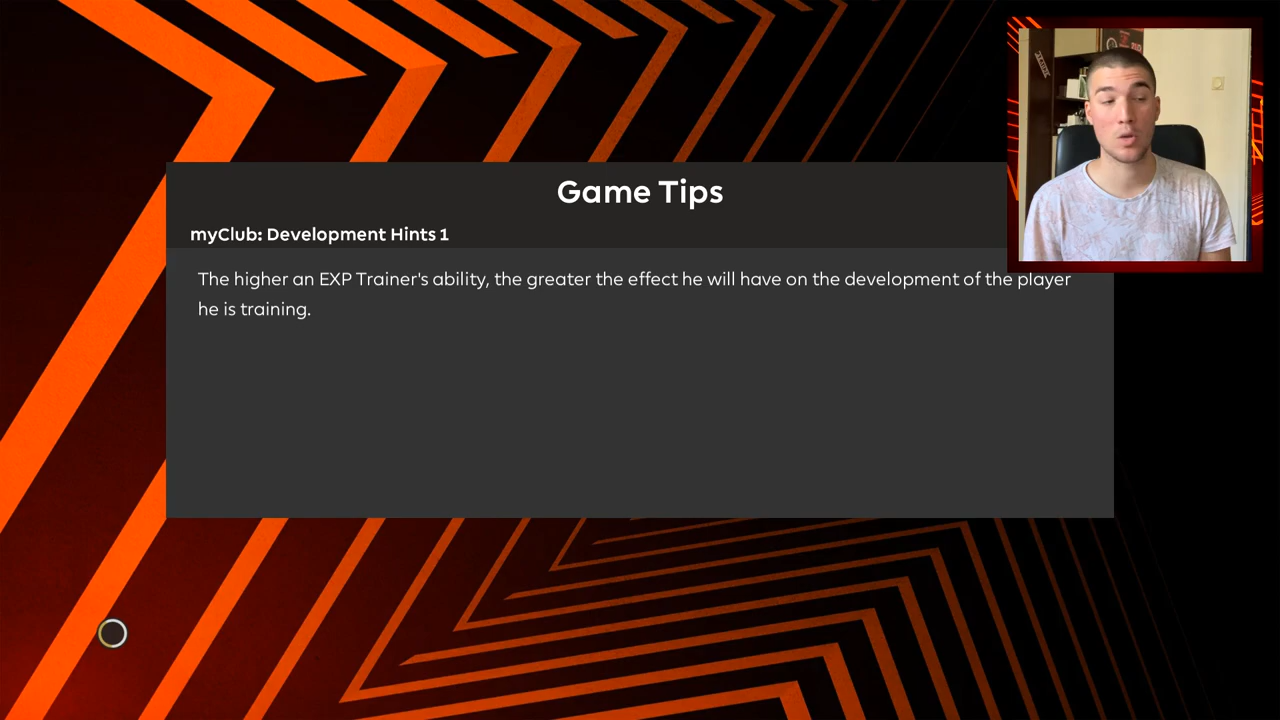 Game Tips
myClub: Development Hints 1
The higher an EXP Trainer's ability, the greater the effect he will have on the development of the player
he is training.